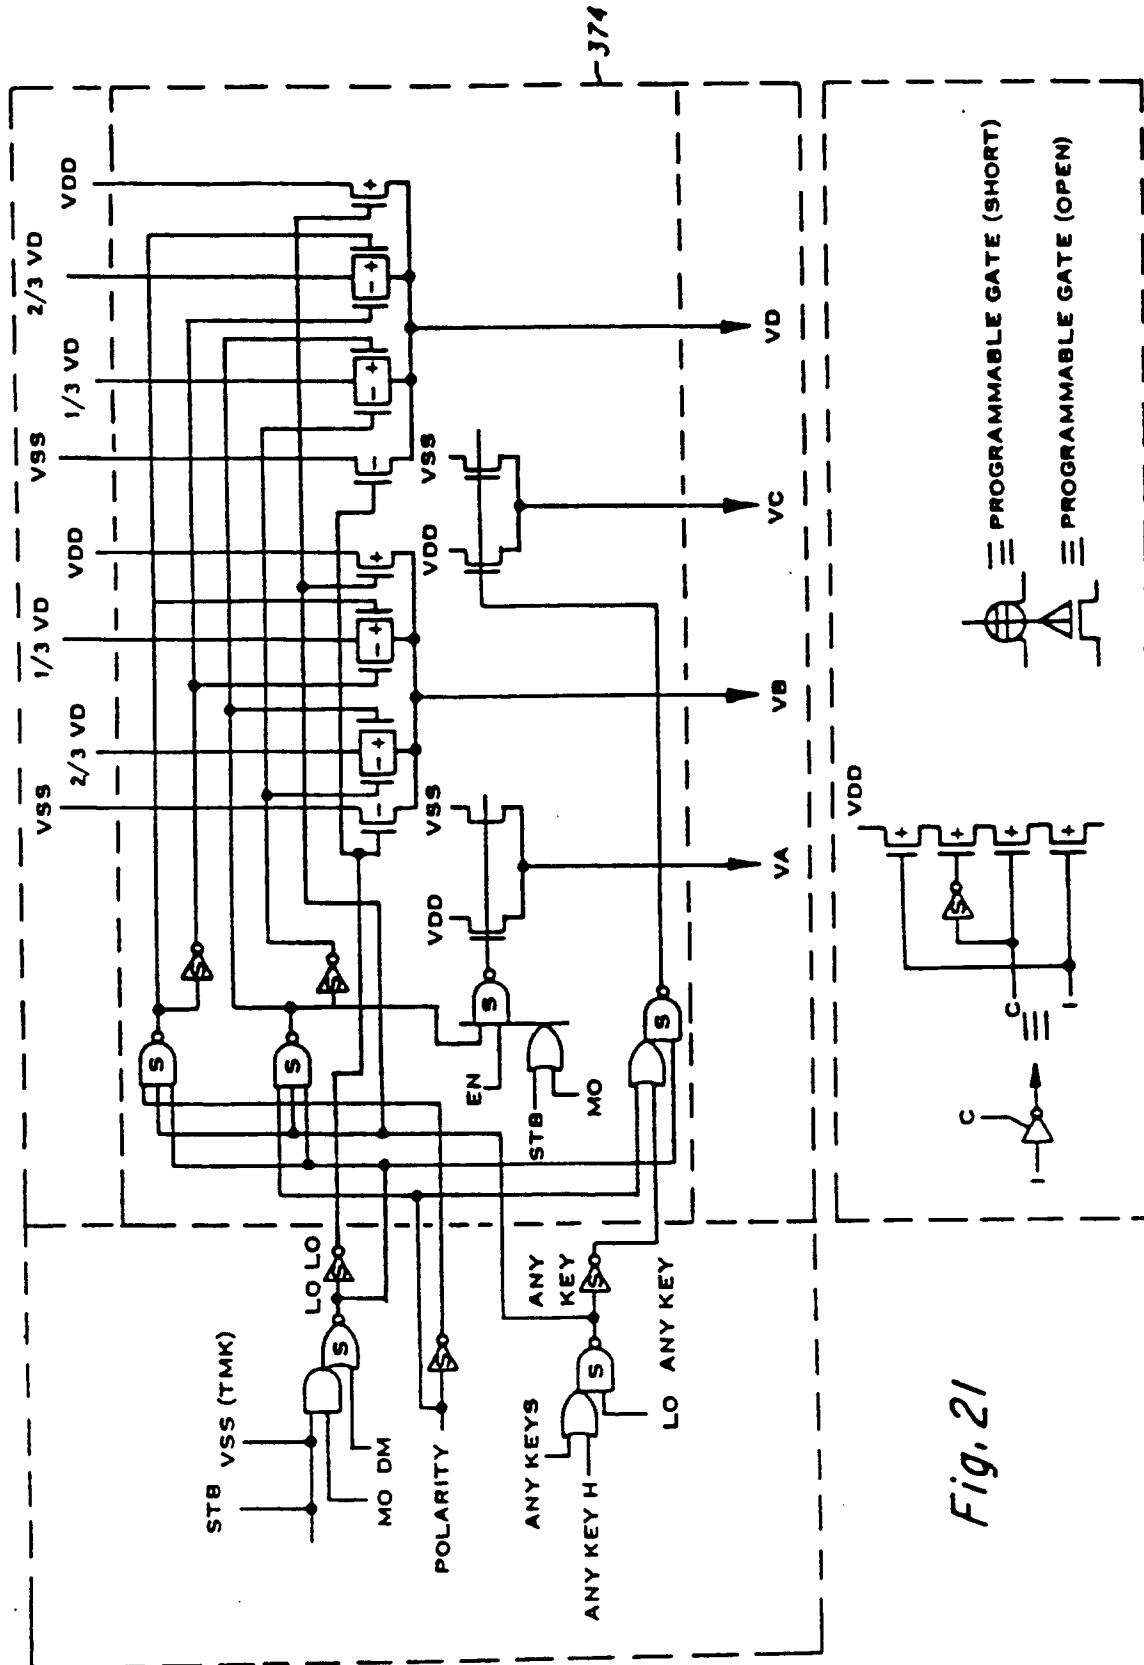 374
VSS
2/3 VD
1/3 VD
VDD
VSS
1/3 VD
2/3 VD
VDD
- 
- +
- +
+
-
- +
- +
+
S
S
S
S
VDD
VSS
VDD
VSS
S
EN
STB
MO
S
VA
VB
VC
VD
STB
VSS (TMK)
LO LO
S
S
MO
DM
POLARITY
S
ANY KEYS
ANY KEY H
S
ANY
KEY
S
LO
ANY KEY
VDD
C
I
C
I
S
+
+
+
+
≡ PROGRAMMABLE GATE (SHORT)
≡ PROGRAMMABLE GATE (OPEN)
Fig. 21